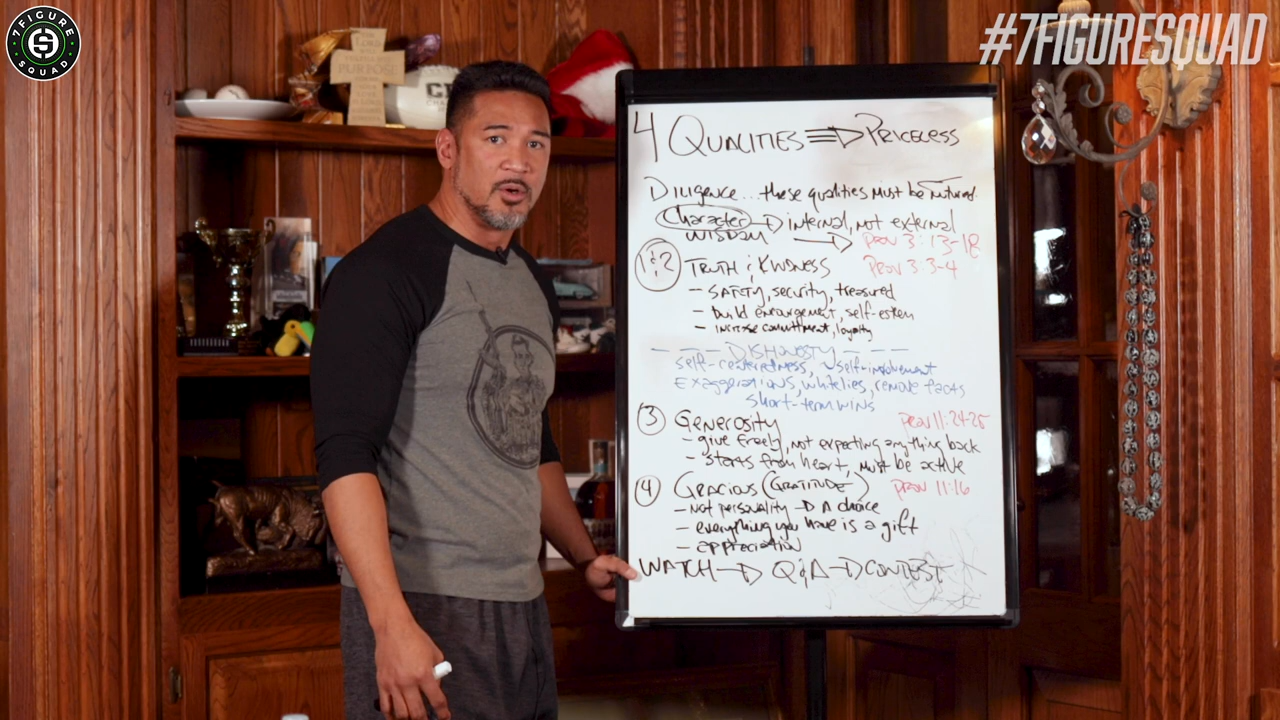 7 FIGURE
SQUAD
#7FIGURESQUAD
PURPOSE
4 QUALITIES PRICELESS
DILIGENCE... these qualities must be
Character internal, not external
WISDOM PROV 3:13-18
1 & 2 TRUTH & KINDNESS PROV 3:3-4
- SAFETY, security, treasured
- build encouragement, self-esteem
- increase committment, loyalty
--- DISHONESTY ---
self-centeredness, self-involvement
Exaggerations, white lies, remove facts
short-term wins
3 Generosity PROV 11:24-25
- give freely, not expecting anything back
- starts from heart, must be active
4 GRACIOUS (GRATITUDE) PROV 11:16
- Not personality → A choice
- everything you have is a gift
- appreciation
WATCH → Q&A → CONTEST